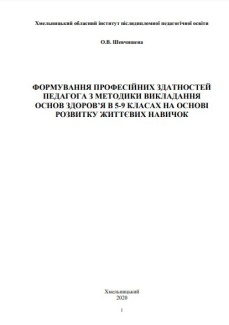 Хмельницький обласний інститут післядипломної педагогічної освіти
О.В. Шевчишена
ФОРМУВАННЯ ПРОФЕСІЙНИХ ЗДАТНОСТЕЙ
ПЕДАГОГА З МЕТОДИКИ ВИКЛАДАННЯ
ОСНОВ ЗДОРОВ'Я В 5-9 КЛАСАХ НА ОСНОВІ
РОЗВИТКУ ЖИТТЄВИХ НАВИЧОК
Хмельницький
2020
1